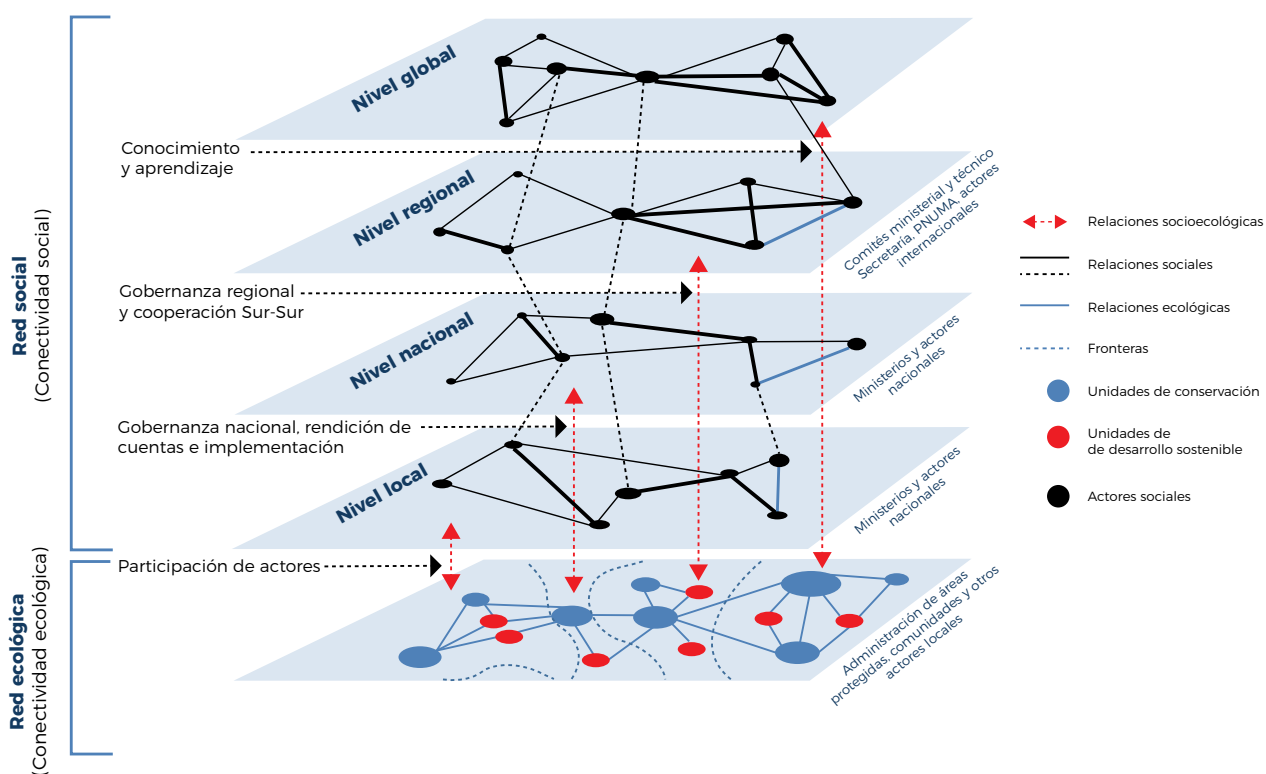 Red social
(Conectividad social)
Red ecológica
(Conectividad ecológica)
Nivel global
Conocimiento
y aprendizaje
Nivel regional
Comités ministerial y técnico
Secretaría, PNUMA, actores
internacionales
Gobernanza regional
y cooperación Sur-Sur
Nivel nacional
Ministerios y actores
nacionales
Gobernanza nacional, rendición de
cuentas e implementación
Nivel local
Ministerios y actores
nacionales
Participación de actores
Administración de áreas
protegidas, comunidades y otros
actores locales
Relaciones socioecológicas
Relaciones sociales
Relaciones ecológicas
Fronteras
Unidades de conservación
Unidades de
de desarrollo sostenible
Actores sociales